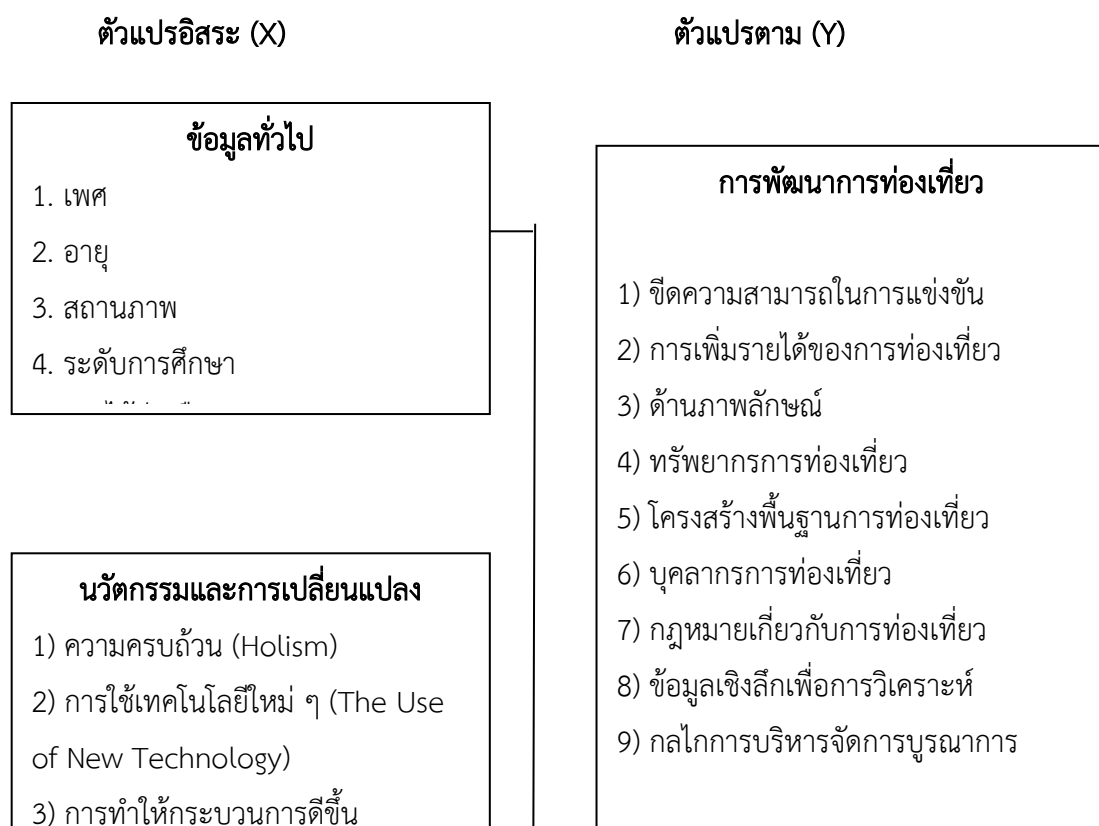 ตัวแปรอิสระ (X)
ตัวแปรตาม (Y)
ข้อมูลทั่วไป
1. เพศ
2. อายุ
3. สถานภาพ
4. ระดับการศึกษา
นวัตกรรมและการเปลี่ยนแปลง
1) ความครบถ้วน (Holism)
2) การใช้เทคโนโลยีใหม่ ๆ (The Use
of New Technology)
3) การทำให้กระบวนการดีขึ้น
การพัฒนาการท่องเที่ยว
1) ขีดความสามารถในการแข่งขัน
2) การเพิ่มรายได้ของการท่องเที่ยว
3) ด้านภาพลักษณ์
4) ทรัพยากรการท่องเที่ยว
5) โครงสร้างพื้นฐานการท่องเที่ยว
6) บุคลากรการท่องเที่ยว
7) กฎหมายเกี่ยวกับการท่องเที่ยว
8) ข้อมูลเชิงลึกเพื่อการวิเคราะห์
9) กลไกการบริหารจัดการบูรณาการ